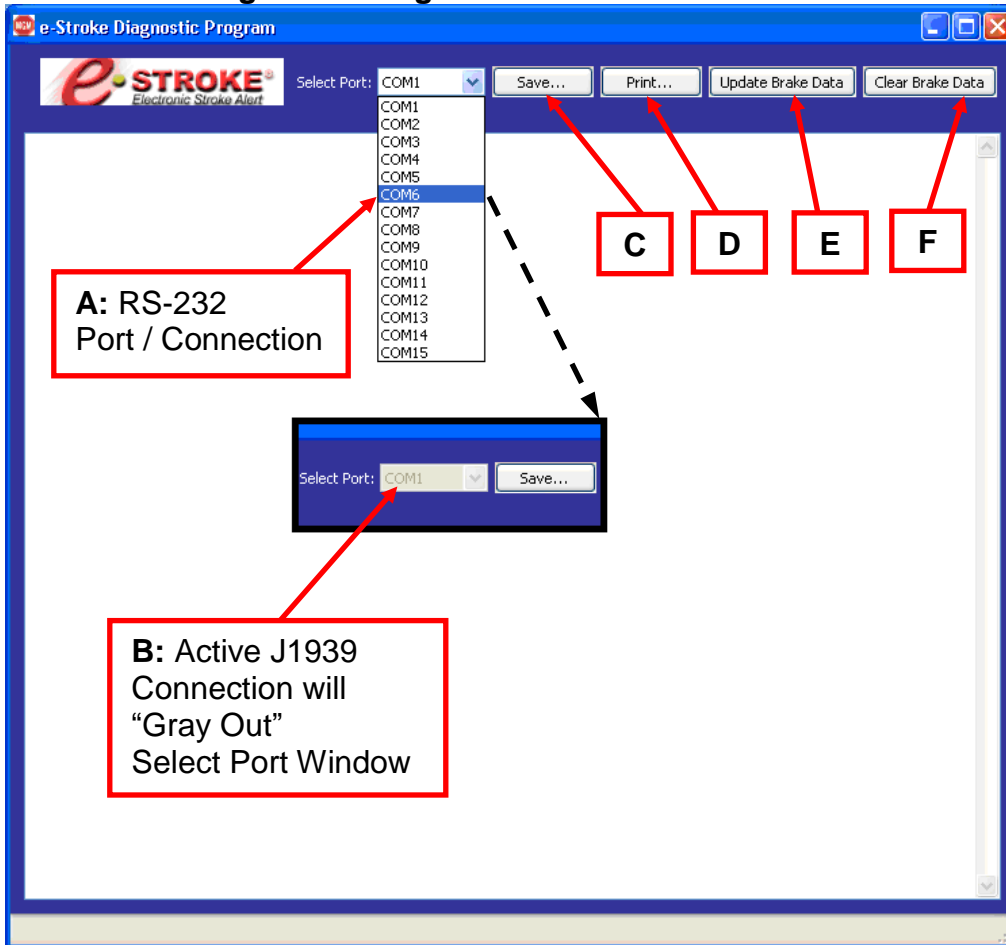 MGM e-Stroke Diagnostic Program
e-STROKE®
Electronic Stroke Alert
Select Port: COM1 Save... Print... Update Brake Data Clear Brake Data
COM1
COM2
COM3
COM4
COM5
COM6
COM7
COM8
COM9
COM10
COM11
COM12
COM13
COM14
COM15
C D E F
A: RS-232
Port / Connection
Select Port: COM1 Save...
B: Active J1939
Connection will
“Gray Out”
Select Port Window